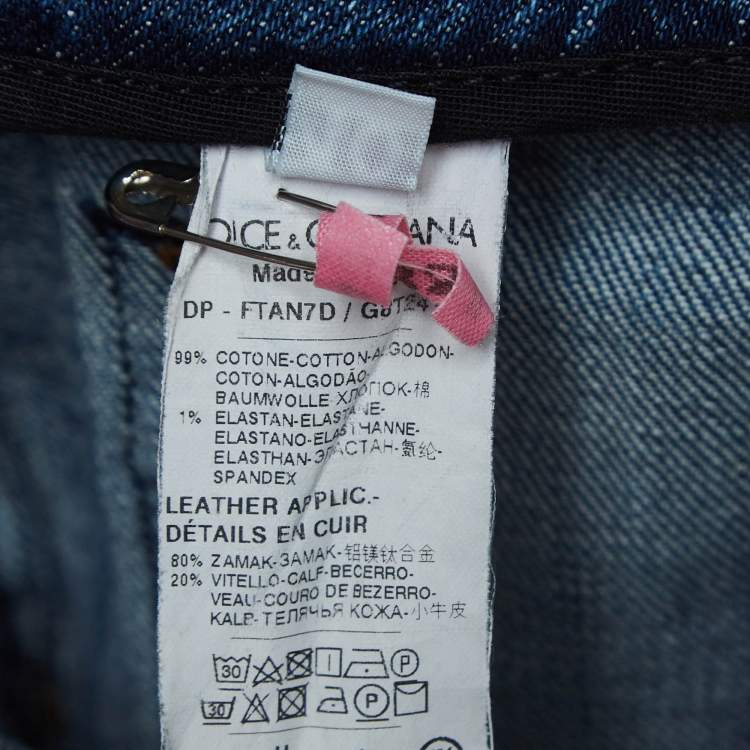 &
Made
DP - FTAN7D /
99% COTONE-COTTON-ALGODON-
COTON-ALGODÃO-
BAUMWOLLE-ХЛОПОК-棉
1% ELASTAN-ELASTANE-
ELASTANO-ELASTHANNE-
ELASTHAN-ЭЛАСТАН-氨纶-
SPANDEX
LEATHER APPLIC.-
DÉTAILS EN CUIR
80% ZAMAK-ЗАМАК-铝镁钛合金
20% VITELLO-CALF-BECERRO-
VEAU-COURO DE BEZERRO-
KALB-ТЕЛЯЧЬЯ КОЖА-小牛皮
30 P
30 P